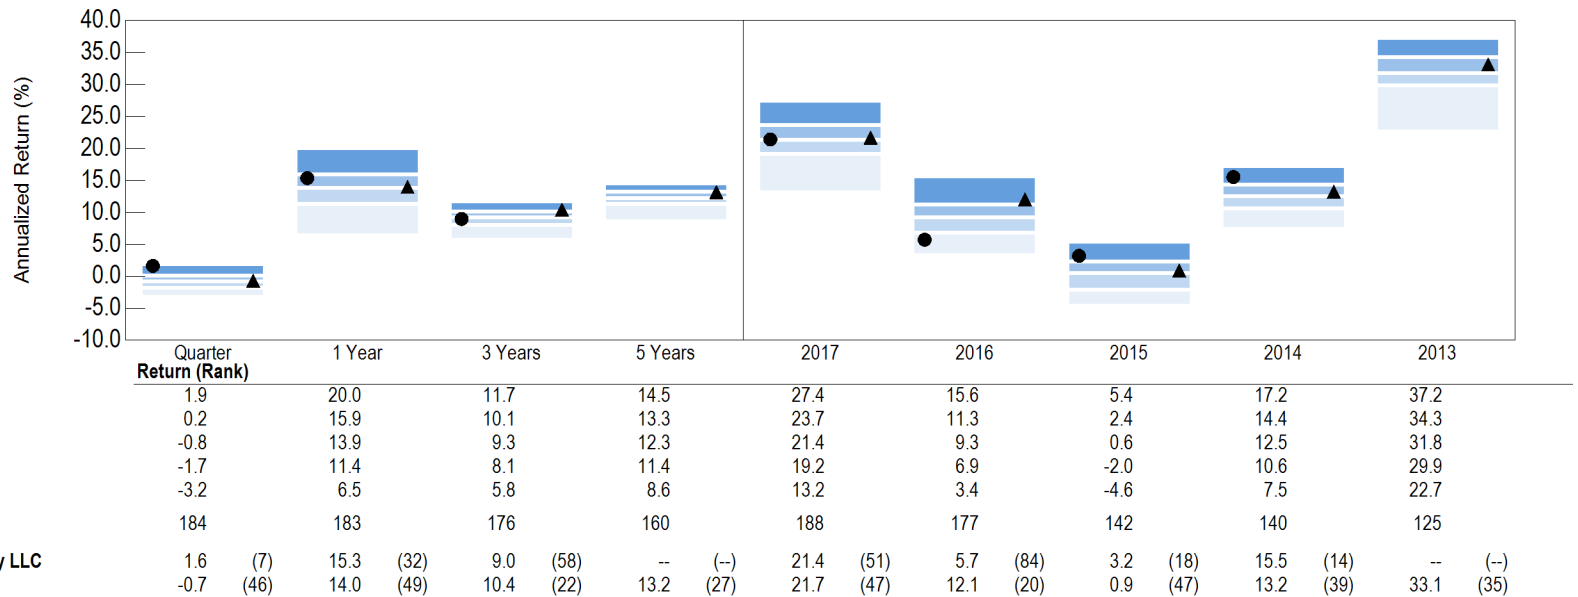 Annualized Return (%)
40.0
35.0
30.0
25.0
20.0
15.0
10.0
5.0
0.0
-5.0
-10.0
Quarter 1 Year 3 Years 5 Years 2017 2016 2015 2014 2013
Return (Rank)
1.9 20.0 11.7 14.5 27.4 15.6 5.4 17.2 37.2
0.2 15.9 10.1 13.3 23.7 11.3 2.4 14.4 34.3
-0.8 13.9 9.3 12.3 21.4 9.3 0.6 12.5 31.8
-1.7 11.4 8.1 11.4 19.2 6.9 -2.0 10.6 29.9
-3.2 6.5 5.8 8.6 13.2 3.4 -4.6 7.5 22.7
184 183 176 160 188 177 142 140 125
y LLC 1.6 (7) 15.3 (32) 9.0 (58) -- (--) 21.4 (51) 5.7 (84) 3.2 (18) 15.5 (14) -- (--)
-0.7 (46) 14.0 (49) 10.4 (22) 13.2 (27) 21.7 (47) 12.1 (20) 0.9 (47) 13.2 (39) 33.1 (35)